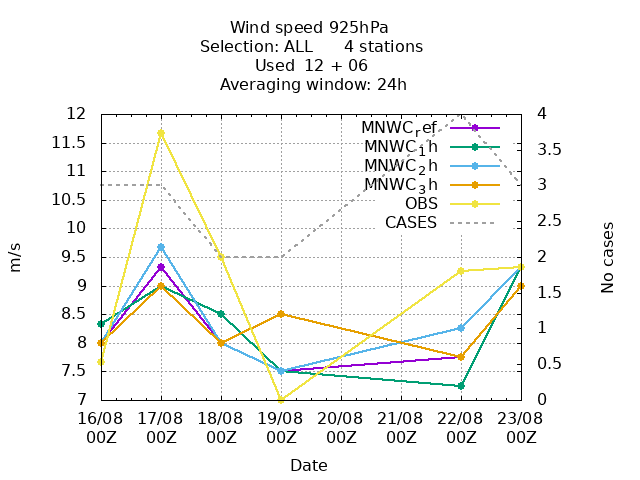 Wind speed 925hPa
Selection: ALL      4 stations
Used  12 + 06
Averaging window: 24h
12 4
11.5 3.5
11 3
10.5 2.5
10 2
9.5 1.5
9 1
8.5 0.5
8 0
7.5
7
m/s
No cases
MNWC_ref
MNWC_1h
MNWC_2h
MNWC_3h
OBS
CASES
16/08 17/08 18/08 19/08 20/08 21/08 22/08 23/08
00Z 00Z 00Z 00Z 00Z 00Z 00Z 00Z
Date